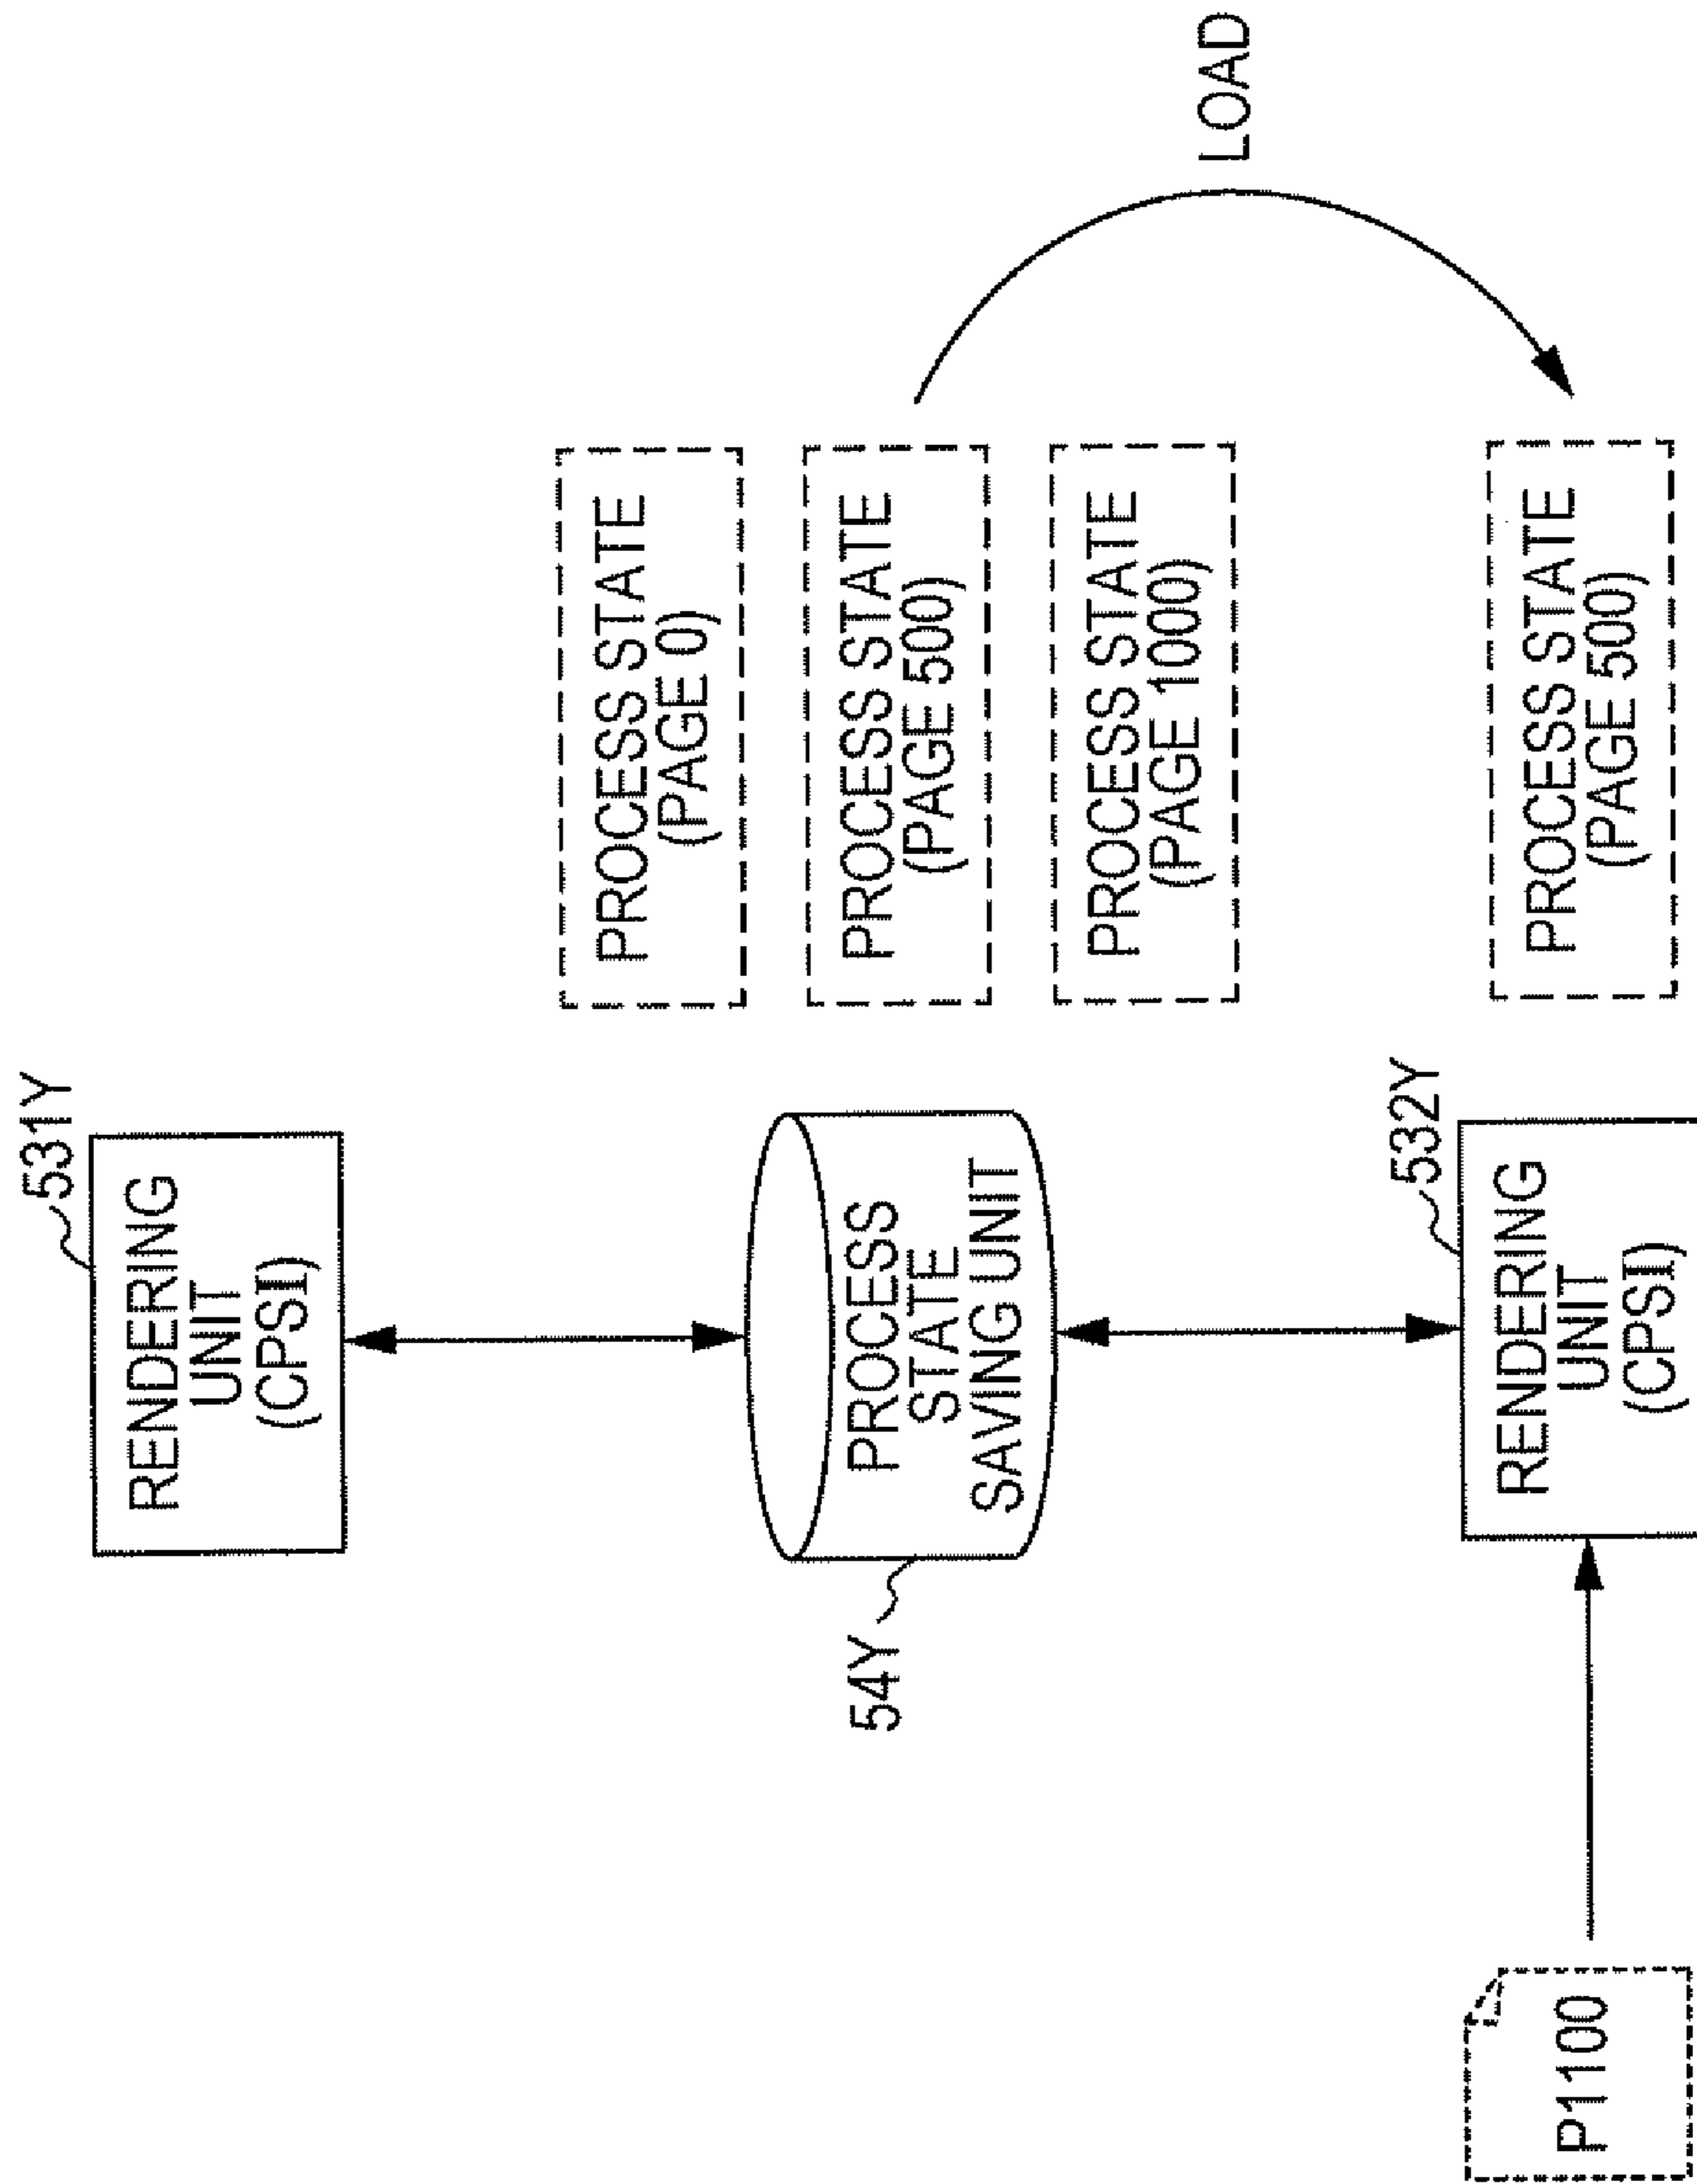 531Y
RENDERING
UNIT
(CPSI)
54Y
PROCESS
STATE
SAVING UNIT
PROCESS STATE
(PAGE 0)
PROCESS STATE
(PAGE 500)
PROCESS STATE
(PAGE 1000)
LOAD
P1100
532Y
RENDERING
UNIT
(CPSI)
PROCESS STATE
(PAGE 500)